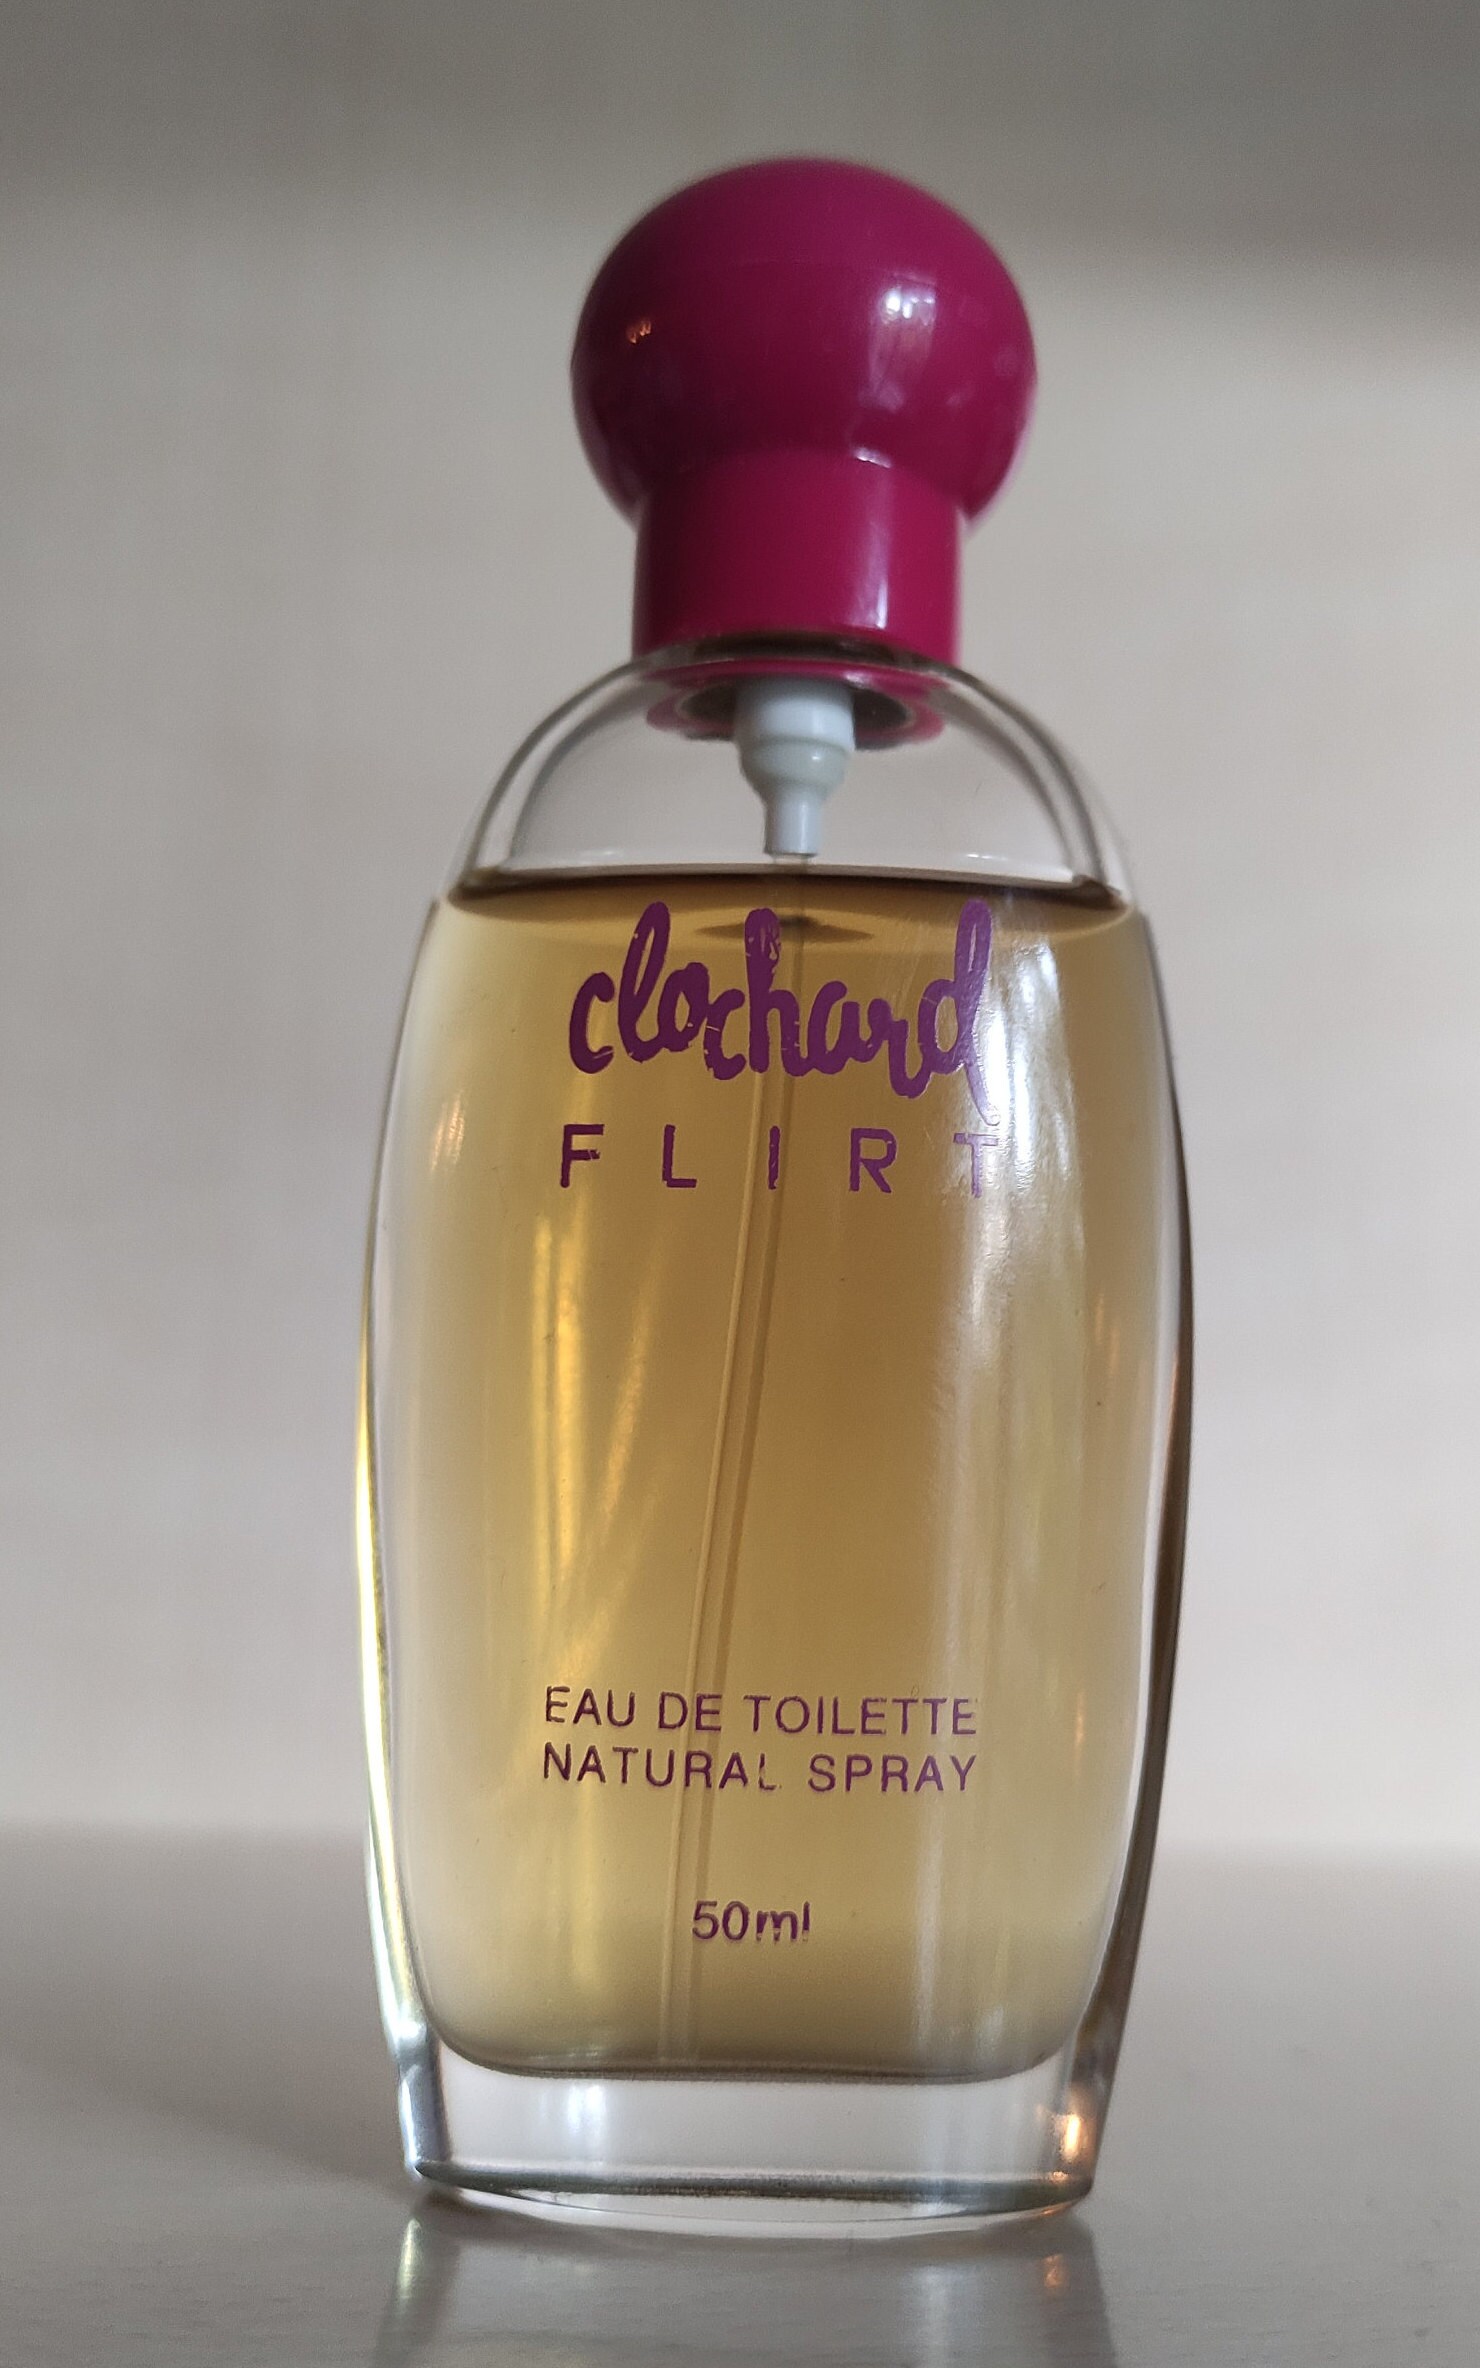 clochard
FLIRT
EAU DE TOILETTE
NATURAL SPRAY
50ml